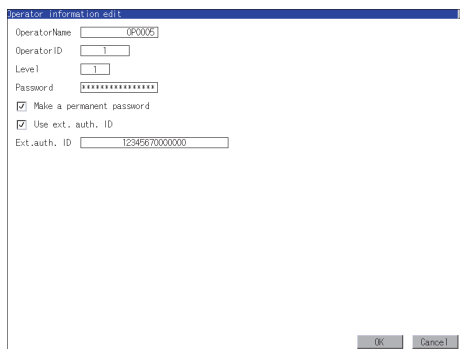 Operator information edit
OperatorName OP0005
OperatorID 1
Level 1
Password ****************
Make a permanent password
Use ext. auth. ID
Ext.auth. ID 12345670000000
OK Cancel